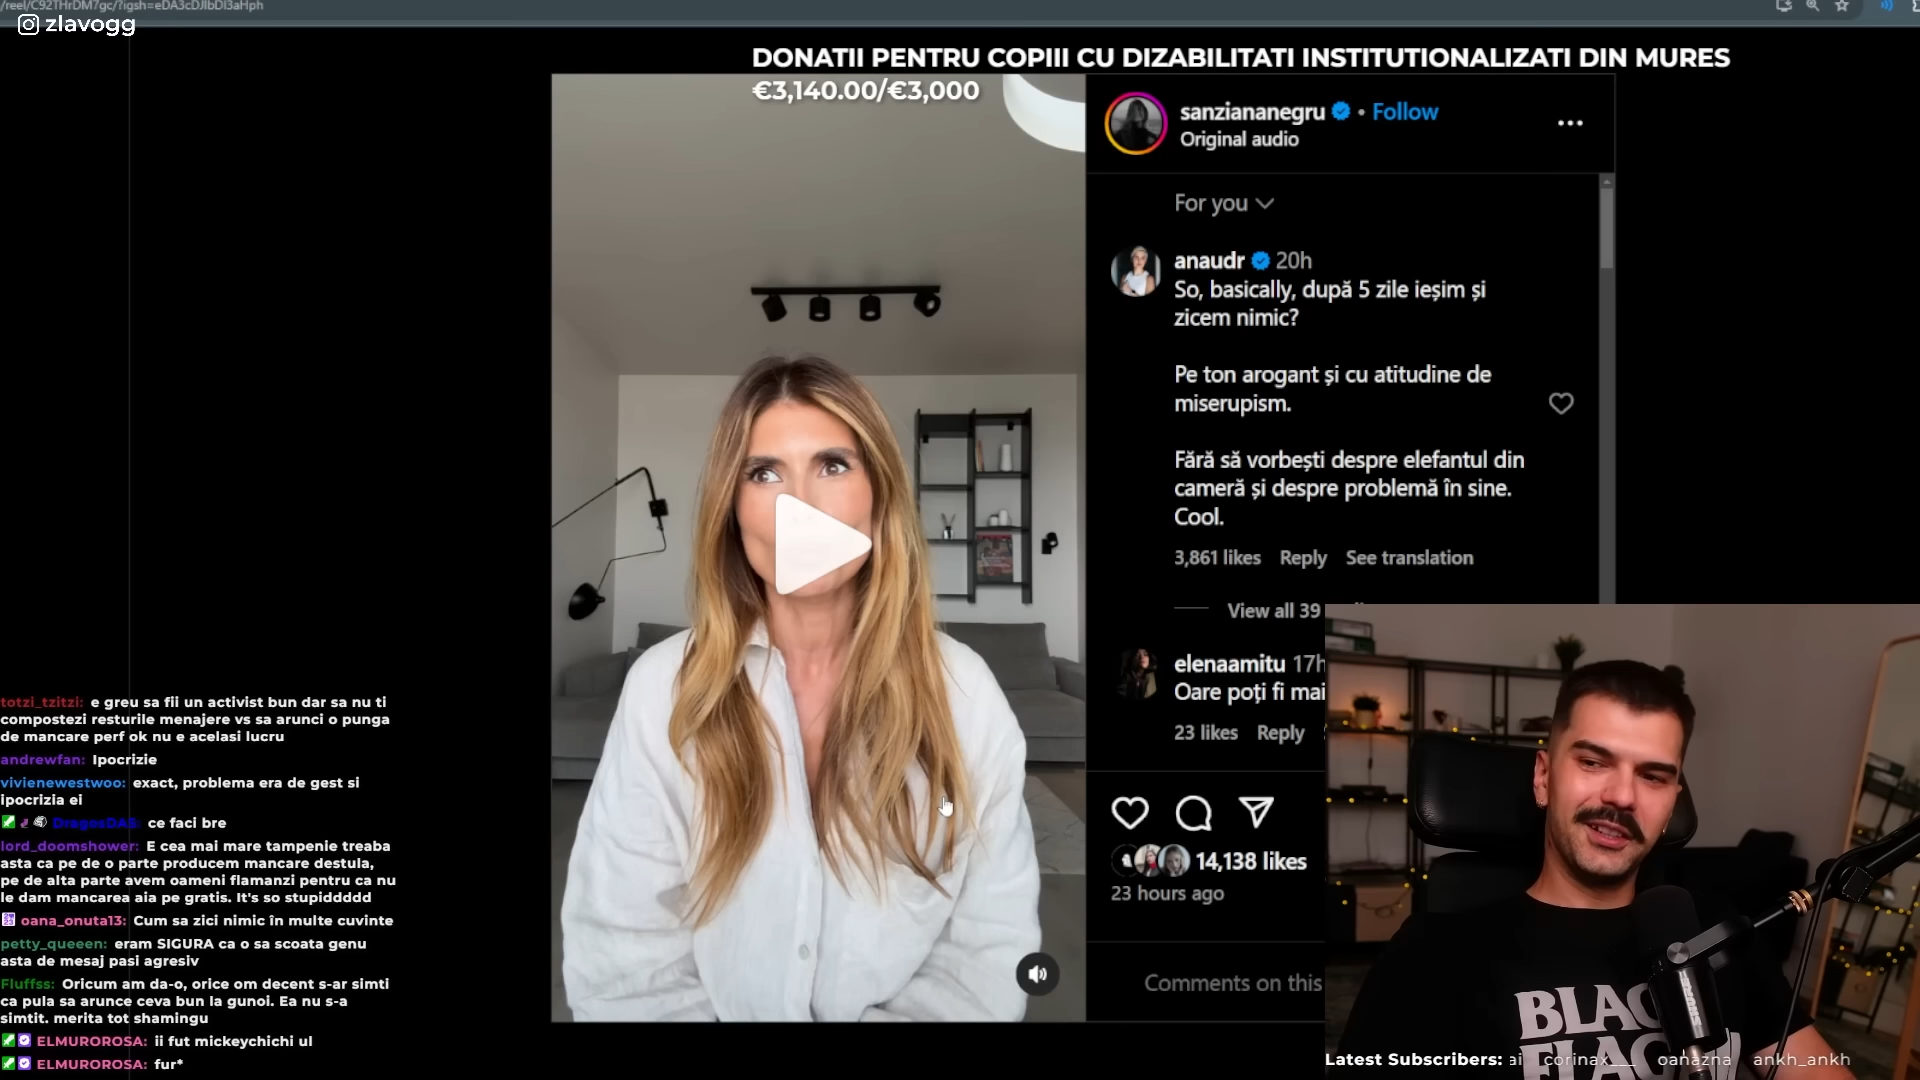 /reel/C92THrDM7gc/?igsh=eDA3cDJlbDl3aHph
zlavogg
DONATII PENTRU COPIII CU DIZABILITATI INSTITUTIONALIZATI DIN MURES
€3,140.00/€3,000
sanziananegru • Follow
Original audio
For you
anaudr 20h
So, basically, după 5 zile ieșim și
zicem nimic?
Pe ton arogant și cu atitudine de
miserupism.
Fără să vorbești despre elefantul din
cameră și despre problemă în sine.
Cool.
3,861 likes Reply See translation
View all 39
elenaamitu 17h
Oare poți fi mai
23 likes Reply
14,138 likes
23 hours ago
Comments on this
totzi_tzitzi: e greu sa fii un activist bun dar sa nu ti
compostezi resturile menajere vs sa arunci o punga
de mancare perf ok nu e acelasi lucru
andrewfan: Ipocrizie
vivienewestwoo: exact, problema era de gest si
ipocrizia ei
DragosDAS: ce faci bre
lord_doomshower: E cea mai mare tampenie treaba
asta ca pe de o parte producem mancare destula,
pe de alta parte avem oameni flamanzi pentru ca nu
le dam mancarea aia pe gratis. It's so stupiddddd
oana_onuta13: Cum sa zici nimic în multe cuvinte
petty_queeen: eram SIGURA ca o sa scoata genu
asta de mesaj pasi agresiv
Fluffss: Oricum am da-o, orice om decent s-ar simti
ca pula sa arunce ceva bun la gunoi. Ea nu s-a
simtit. merita tot shamingu
ELMUROROSA: ii fut mickeychichi ul
ELMUROROSA: fur*
BLACK
FLAG
Latest Subscribers: ai corinax___ oanazna ankh_ankh